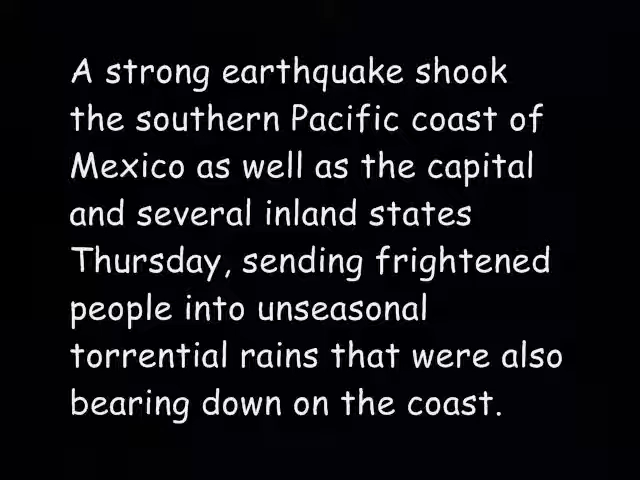 A strong earthquake shook
the southern Pacific coast of
Mexico as well as the capital
and several inland states
Thursday, sending frightened
people into unseasonal
torrential rains that were also
bearing down on the coast.